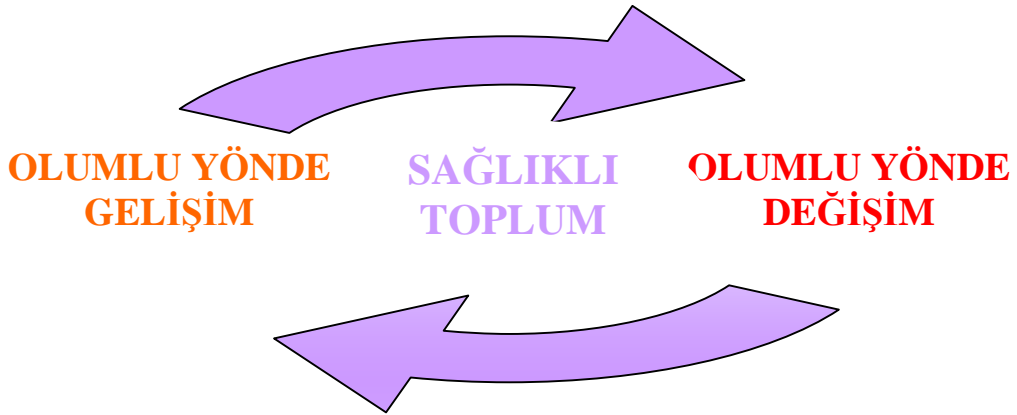 OLUMLU YÖNDE
GELİŞİM
SAĞLIKLI
TOPLUM
OLUMLU YÖNDE
DEĞİŞİM